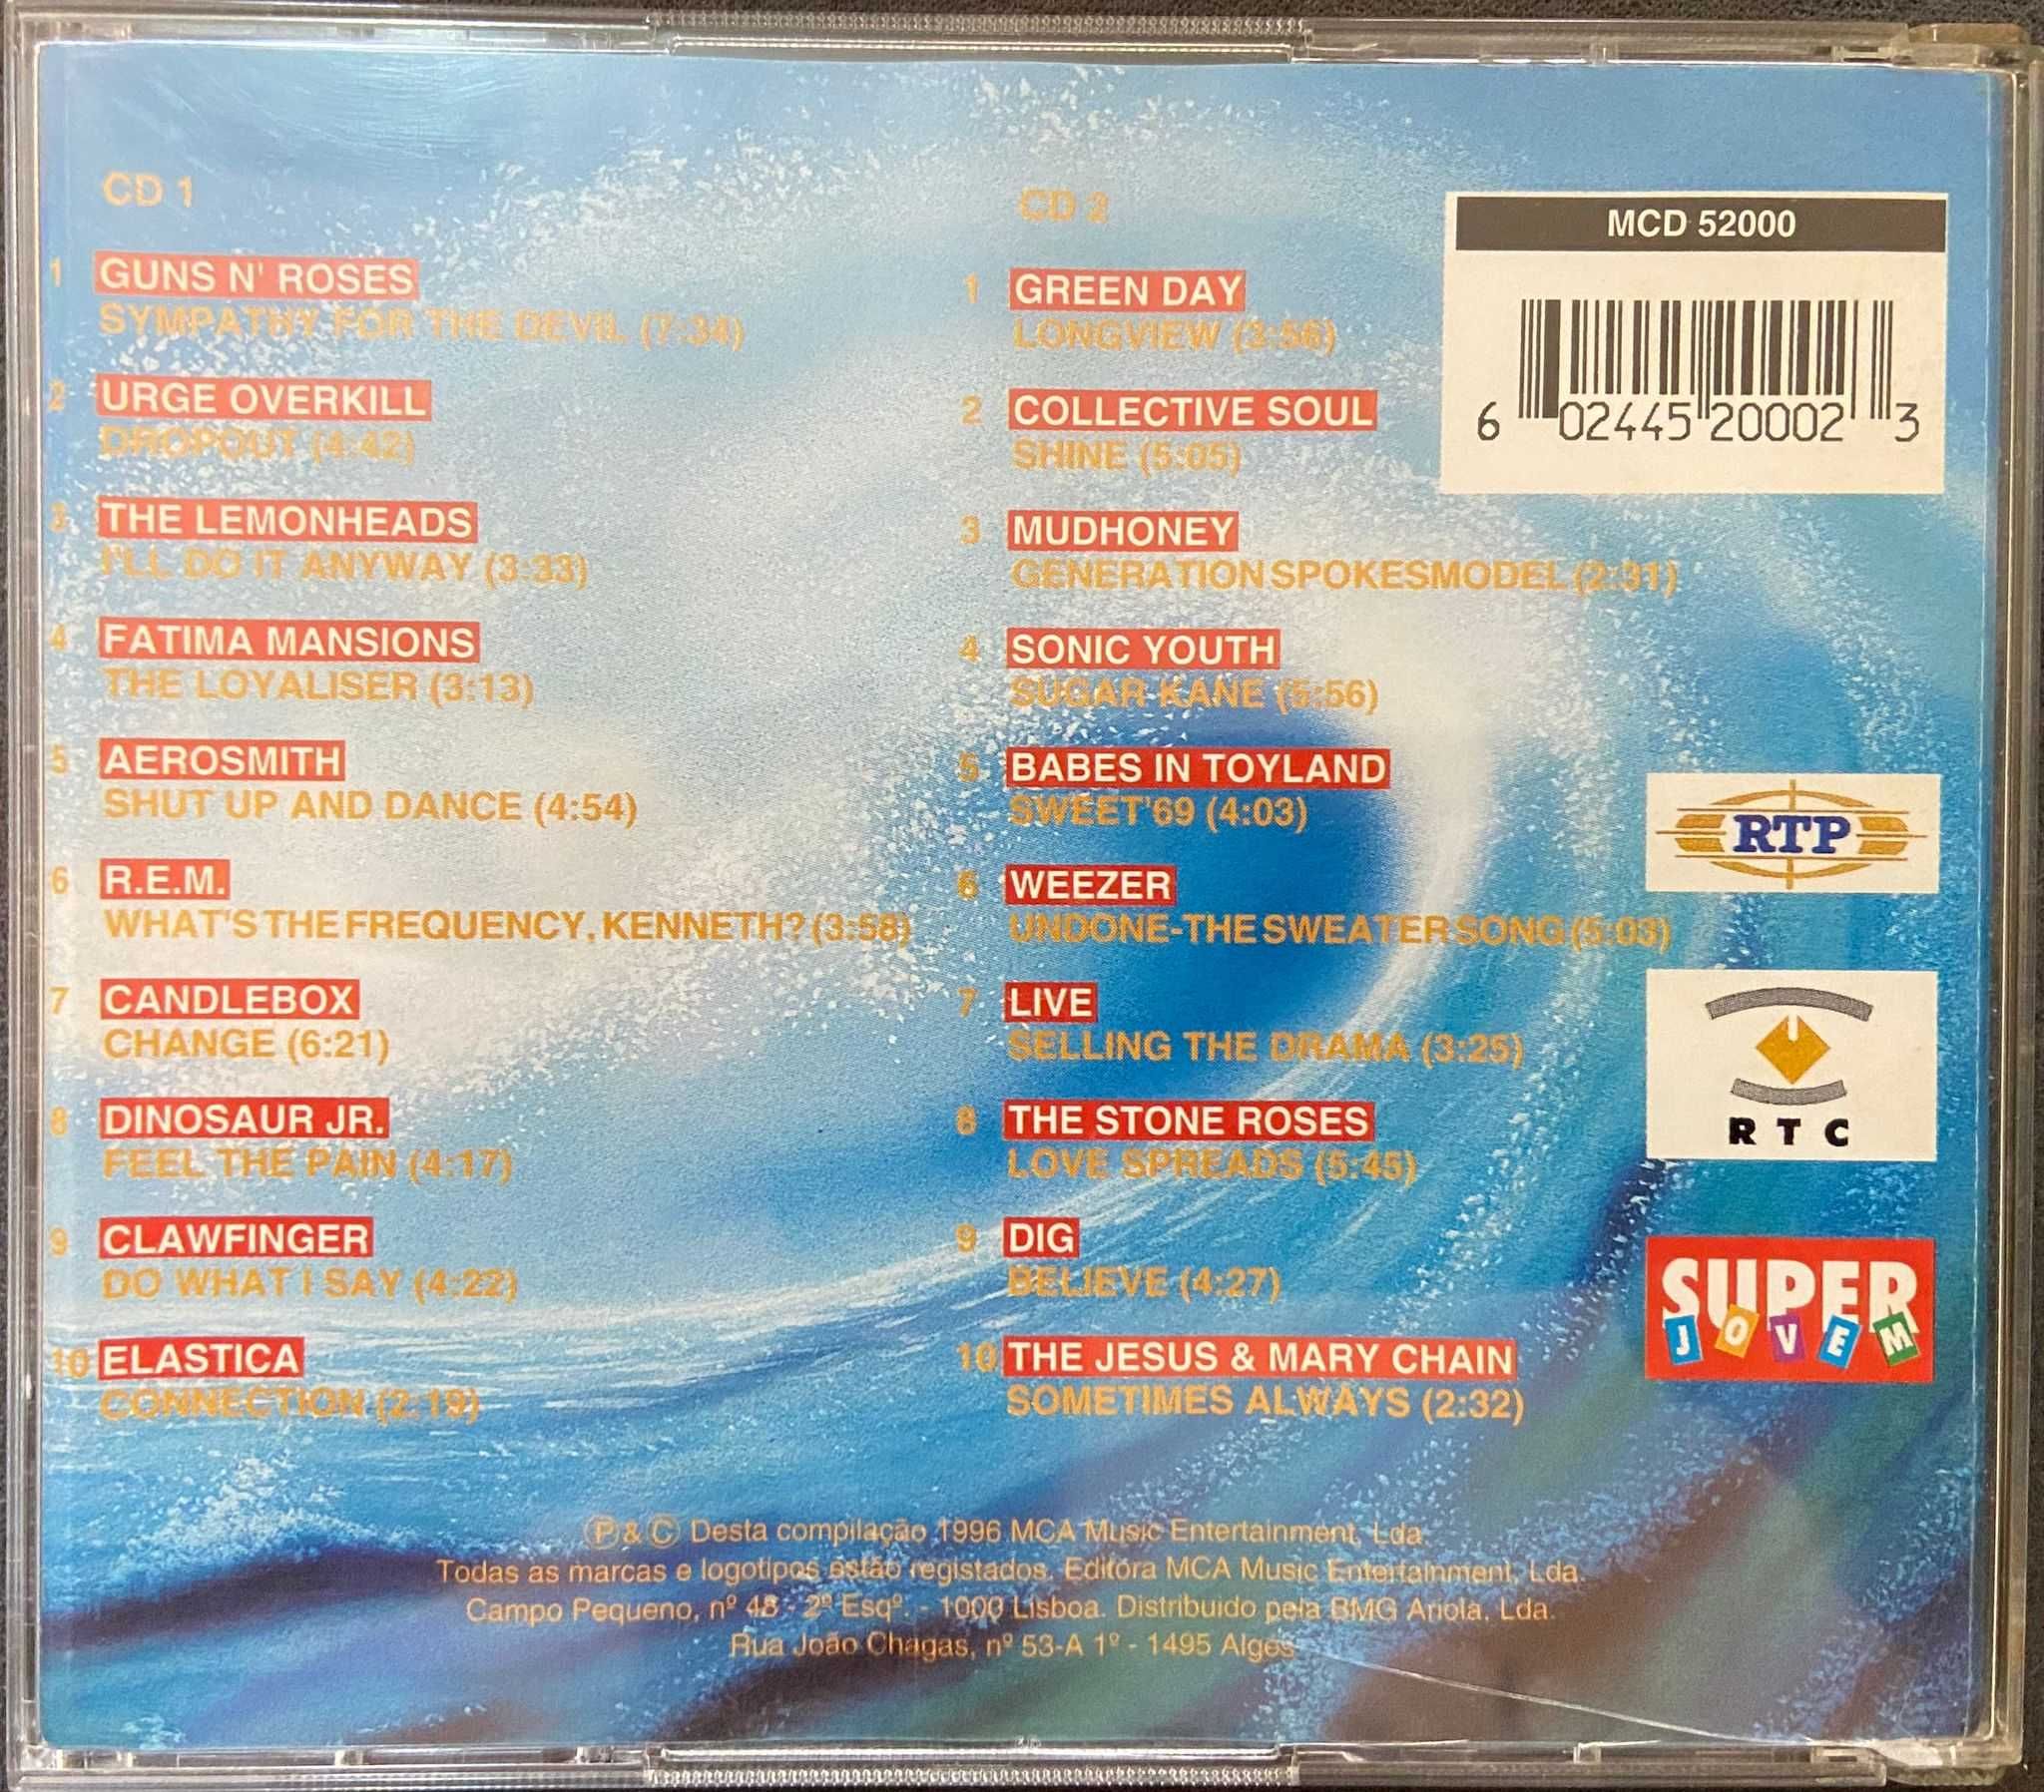 CD 1
1 GUNS N' ROSES
SYMPATHY FOR THE DEVIL (7:34)
2 URGE OVERKILL
DROPOUT (4:42)
3 THE LEMONHEADS
I'LL DO IT ANYWAY (3:33)
4 FATIMA MANSIONS
THE LOYALISER (3:13)
5 AEROSMITH
SHUT UP AND DANCE (4:54)
6 R.E.M.
WHAT'S THE FREQUENCY, KENNETH? (3:58)
7 CANDLEBOX
CHANGE (6:21)
8 DINOSAUR JR.
FEEL THE PAIN (4:17)
9 CLAWFINGER
DO WHAT I SAY (4:22)
10 ELASTICA
CONNECTION (2:19)
CD 2
1 GREEN DAY
LONGVIEW (3:56)
2 COLLECTIVE SOUL
SHINE (5:05)
3 MUDHONEY
GENERATION SPOKESMODEL (2:31)
4 SONIC YOUTH
SUGAR KANE (5:56)
5 BABES IN TOYLAND
SWEET'69 (4:03)
6 WEEZER
UNDONE-THE SWEATER SONG (5:03)
7 LIVE
SELLING THE DRAMA (3:25)
8 THE STONE ROSES
LOVE SPREADS (5:45)
9 DIG
BELIEVE (4:27)
10 THE JESUS & MARY CHAIN
SOMETIMES ALWAYS (2:32)
MCD 52000
6 02445 20002 3
RTP
RTC
SUPER
JOVEM
Ⓟ & Ⓒ Desta compilação 1996 MCA Music Entertainment, Lda.
Todas as marcas e logotipos estão registados. Editora MCA Music Entertainment, Lda.
Campo Pequeno, nº 48 - 2º Esqº. - 1000 Lisboa. Distribuido pela BMG Ariola, Lda.
Rua João Chagas, nº 53-A 1º - 1495 Algés